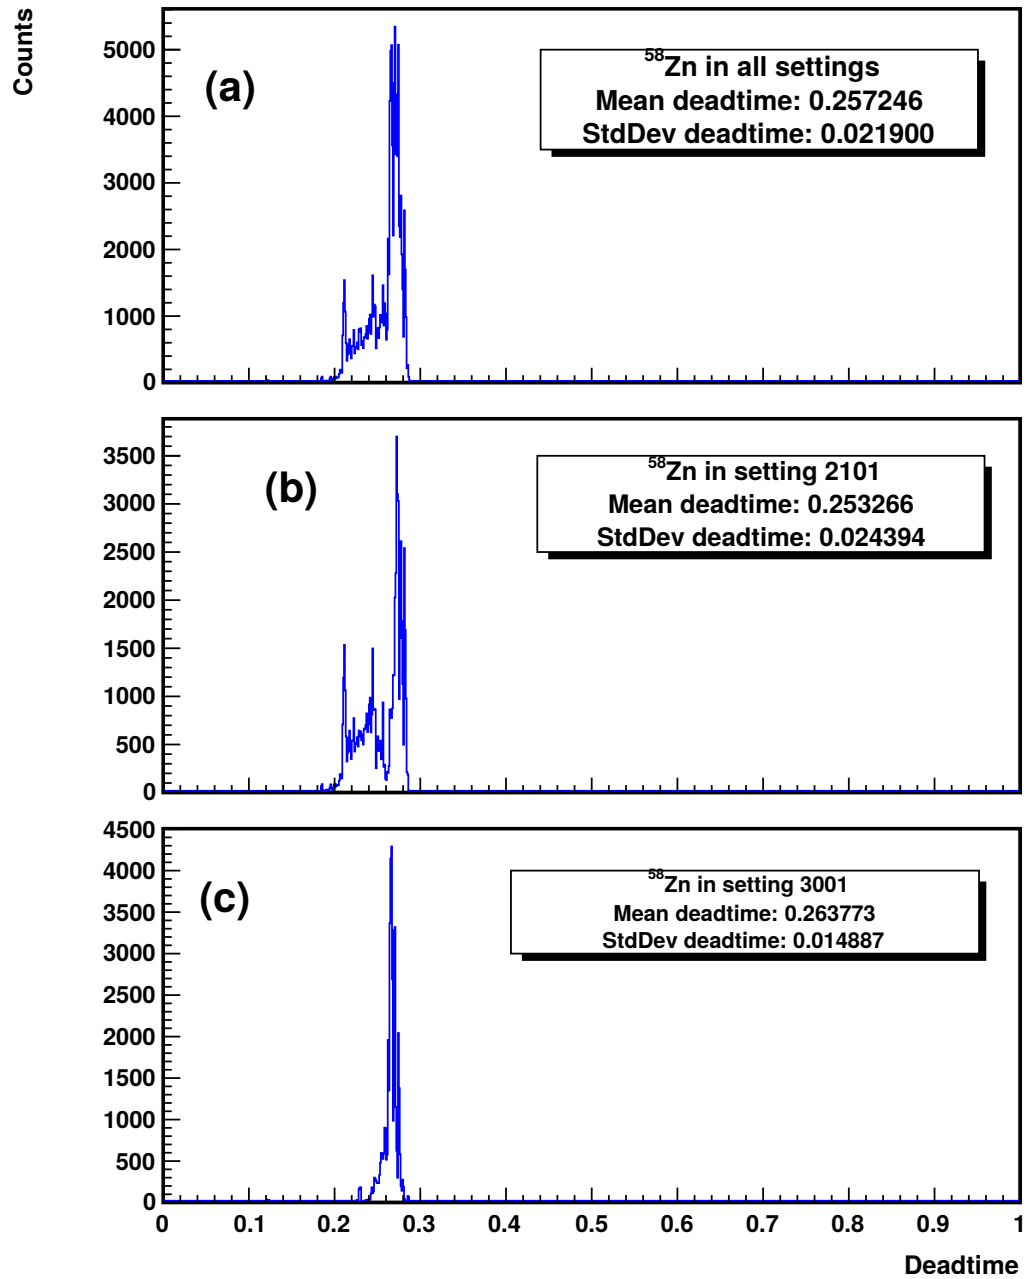 Counts
5000
4000
3000
2000
1000
0
(a)
⁵⁸Zn in all settings
Mean deadtime: 0.257246
StdDev deadtime: 0.021900
3500
3000
2500
2000
1500
1000
500
0
(b)
⁵⁸Zn in setting 2101
Mean deadtime: 0.253266
StdDev deadtime: 0.024394
4500
4000
3500
3000
2500
2000
1500
1000
500
0
(c)
⁵⁸Zn in setting 3001
Mean deadtime: 0.263773
StdDev deadtime: 0.014887
0 0.1 0.2 0.3 0.4 0.5 0.6 0.7 0.8 0.9 1
Deadtime